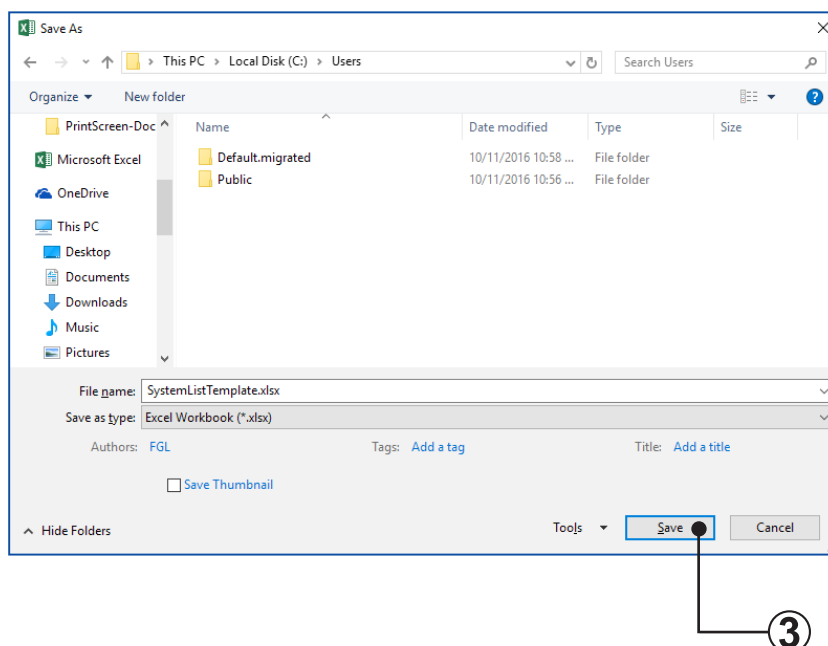 Save As
This PC > Local Disk (C:) > Users
Search Users
Organize New folder
PrintScreen-Doc
Name Date modified Type Size
Microsoft Excel
Default.migrated 10/11/2016 10:58 ... File folder
Public 10/11/2016 10:56 ... File folder
OneDrive
This PC
Desktop
Documents
Downloads
Music
Pictures
File name: SystemListTemplate.xlsx
Save as type: Excel Workbook (*.xlsx)
Authors: FGL Tags: Add a tag Title: Add a title
Save Thumbnail
Hide Folders Tools Save Cancel
3